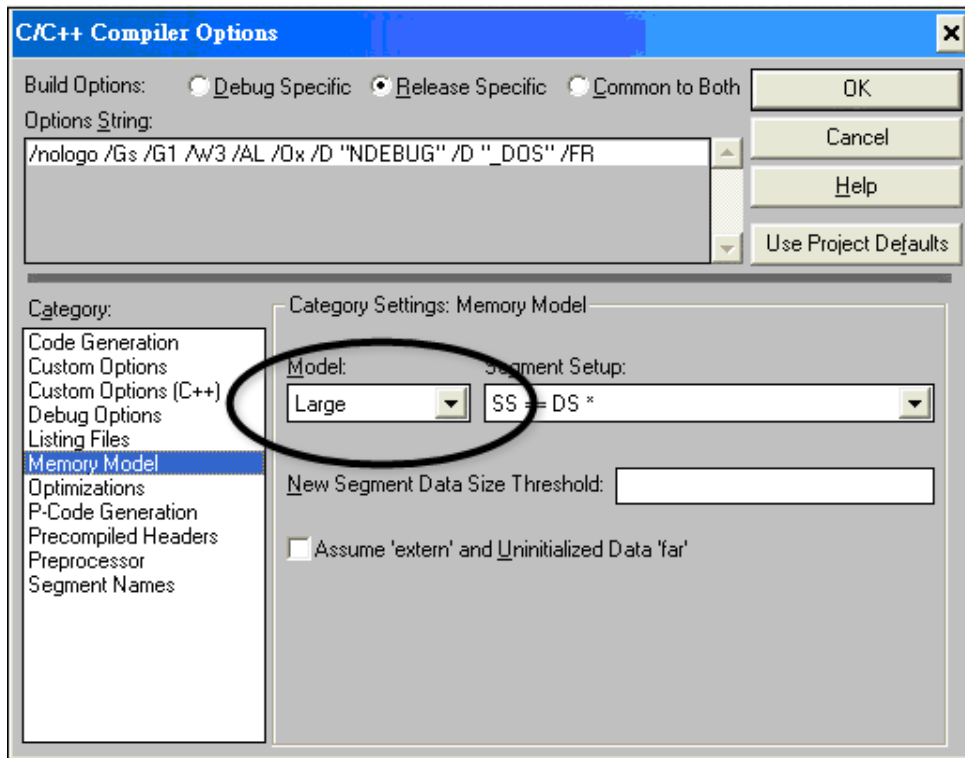 C/C++ Compiler Options
Build Options: Debug Specific Release Specific Common to Both
OK
Options String:
/nologo /Gs /G1 /W3 /AL /Ox /D "NDEBUG" /D "_DOS" /FR
Cancel
Help
Use Project Defaults
Category:
Code Generation
Custom Options
Custom Options (C++)
Debug Options
Listing Files
Memory Model
Optimizations
P-Code Generation
Precompiled Headers
Preprocessor
Segment Names
Category Settings: Memory Model
Model: Segment Setup:
Large SS == DS *
New Segment Data Size Threshold:
Assume 'extern' and Uninitialized Data 'far'